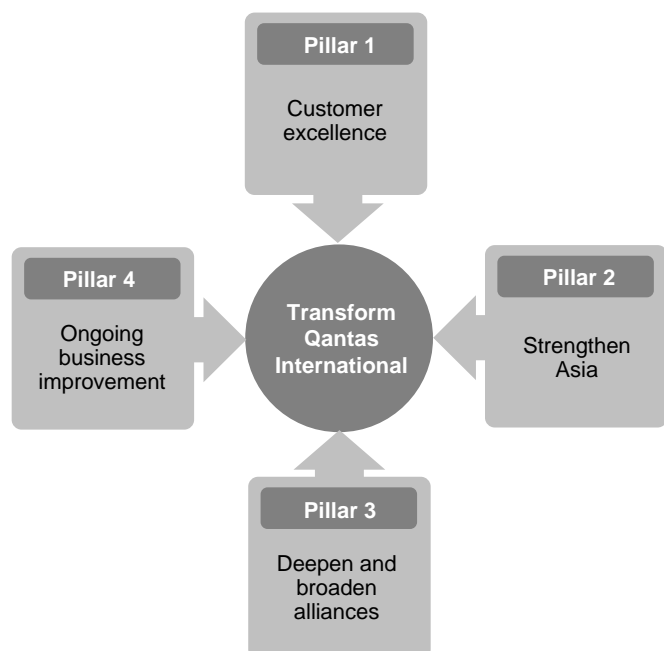 Pillar 1
Customer
excellence
Pillar 4
Ongoing
business
improvement
Transform
Qantas
International
Pillar 2
Strengthen
Asia
Pillar 3
Deepen and
broaden
alliances